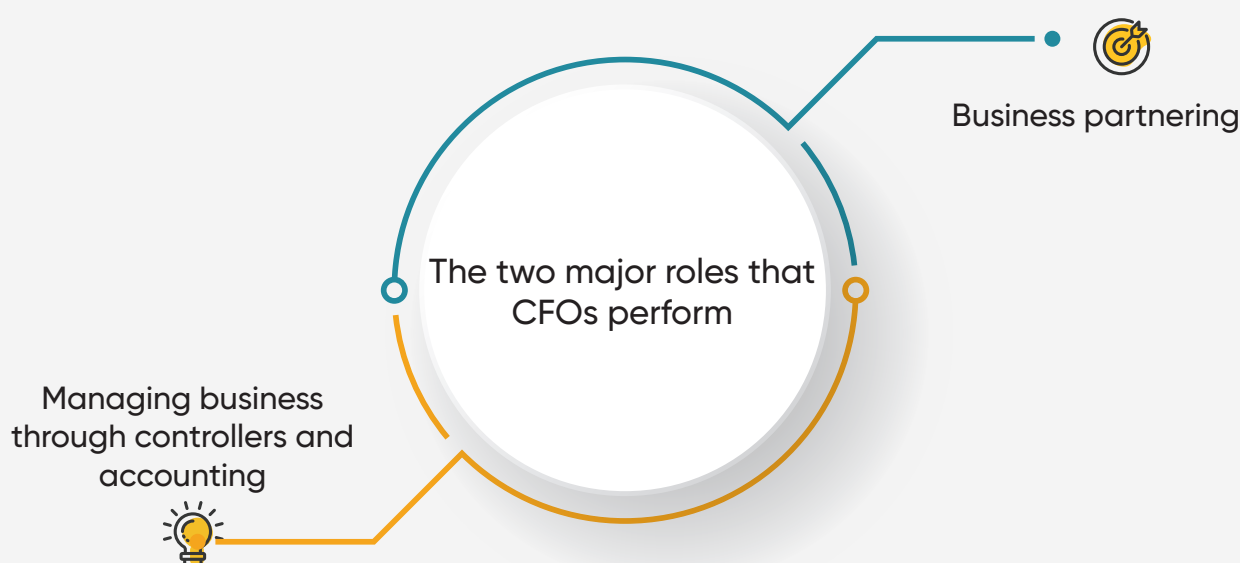 Business partnering
The two major roles that
CFOs perform
Managing business
through controllers and
accounting